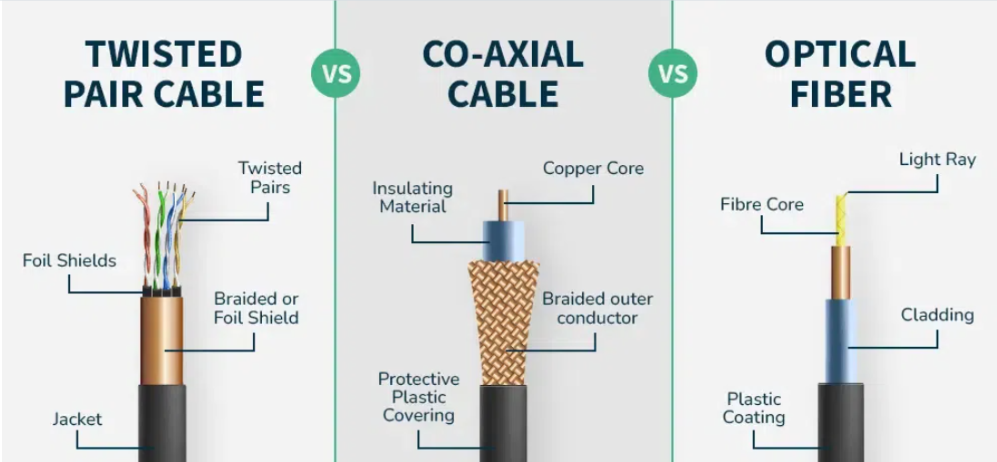 TWISTED
PAIR CABLE
VS
CO-AXIAL
CABLE
VS
OPTICAL
FIBER
Twisted
Pairs
Foil Shields
Braided or
Foil Shield
Jacket
Copper Core
Insulating
Material
Braided outer
conductor
Protective
Plastic
Covering
Light Ray
Fibre Core
Cladding
Plastic
Coating